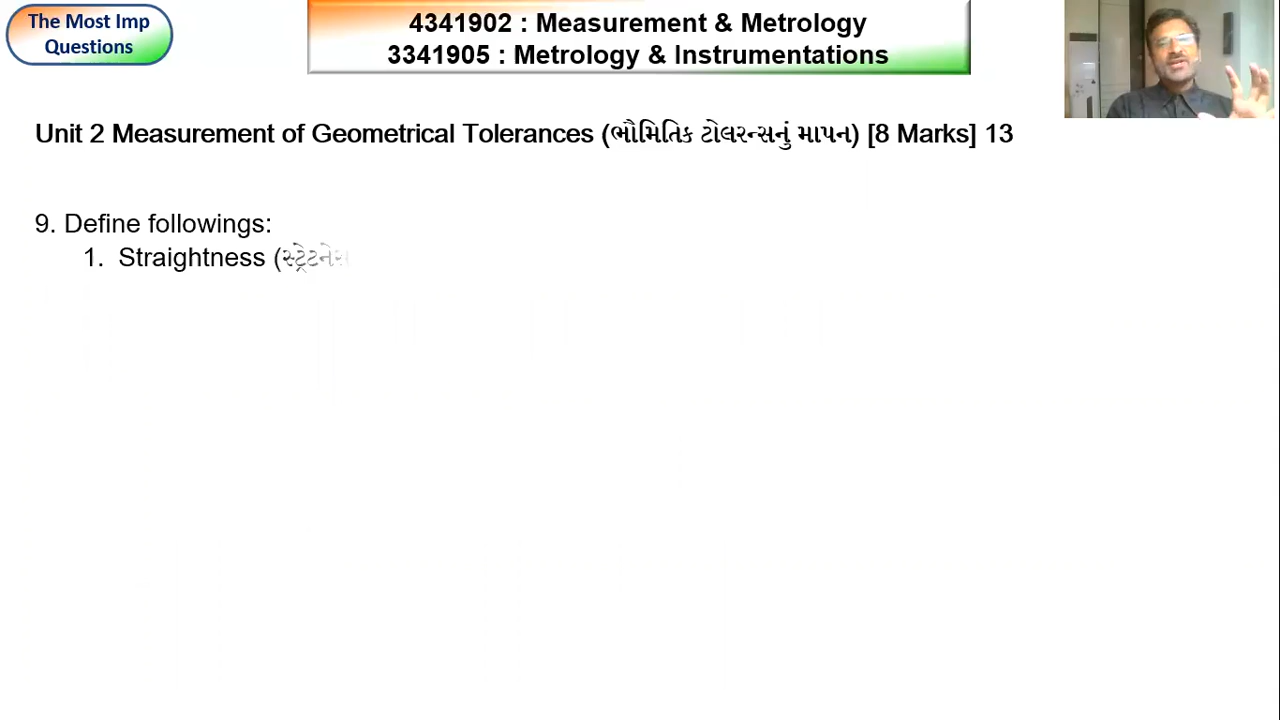 The Most Imp
Questions
4341902 : Measurement & Metrology
3341905 : Metrology & Instrumentations
Unit 2 Measurement of Geometrical Tolerances (ભૌમિતિક ટોલરન્સનું માપન) [8 Marks] 13
9. Define followings:
1. Straightness (સ્ટ્રેટનેસ